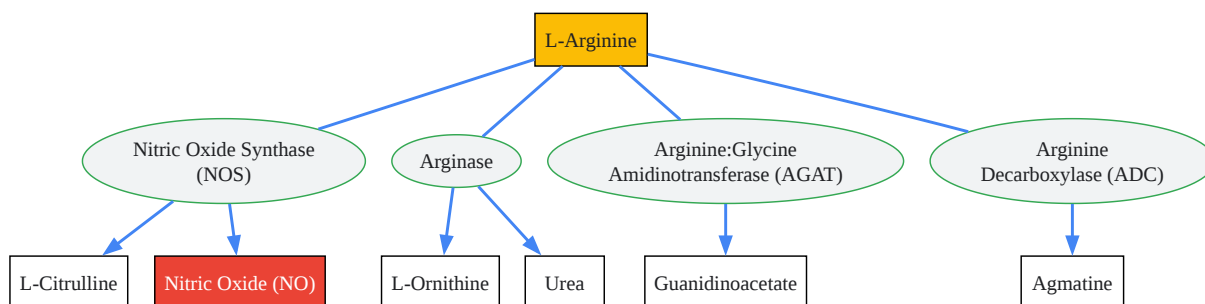 L-Arginine
Nitric Oxide Synthase
(NOS)
Arginase
Arginine:Glycine
Amidinotransferase (AGAT)
Arginine
Decarboxylase (ADC)
L-Citrulline
Nitric Oxide (NO)
L-Ornithine
Urea
Guanidinoacetate
Agmatine